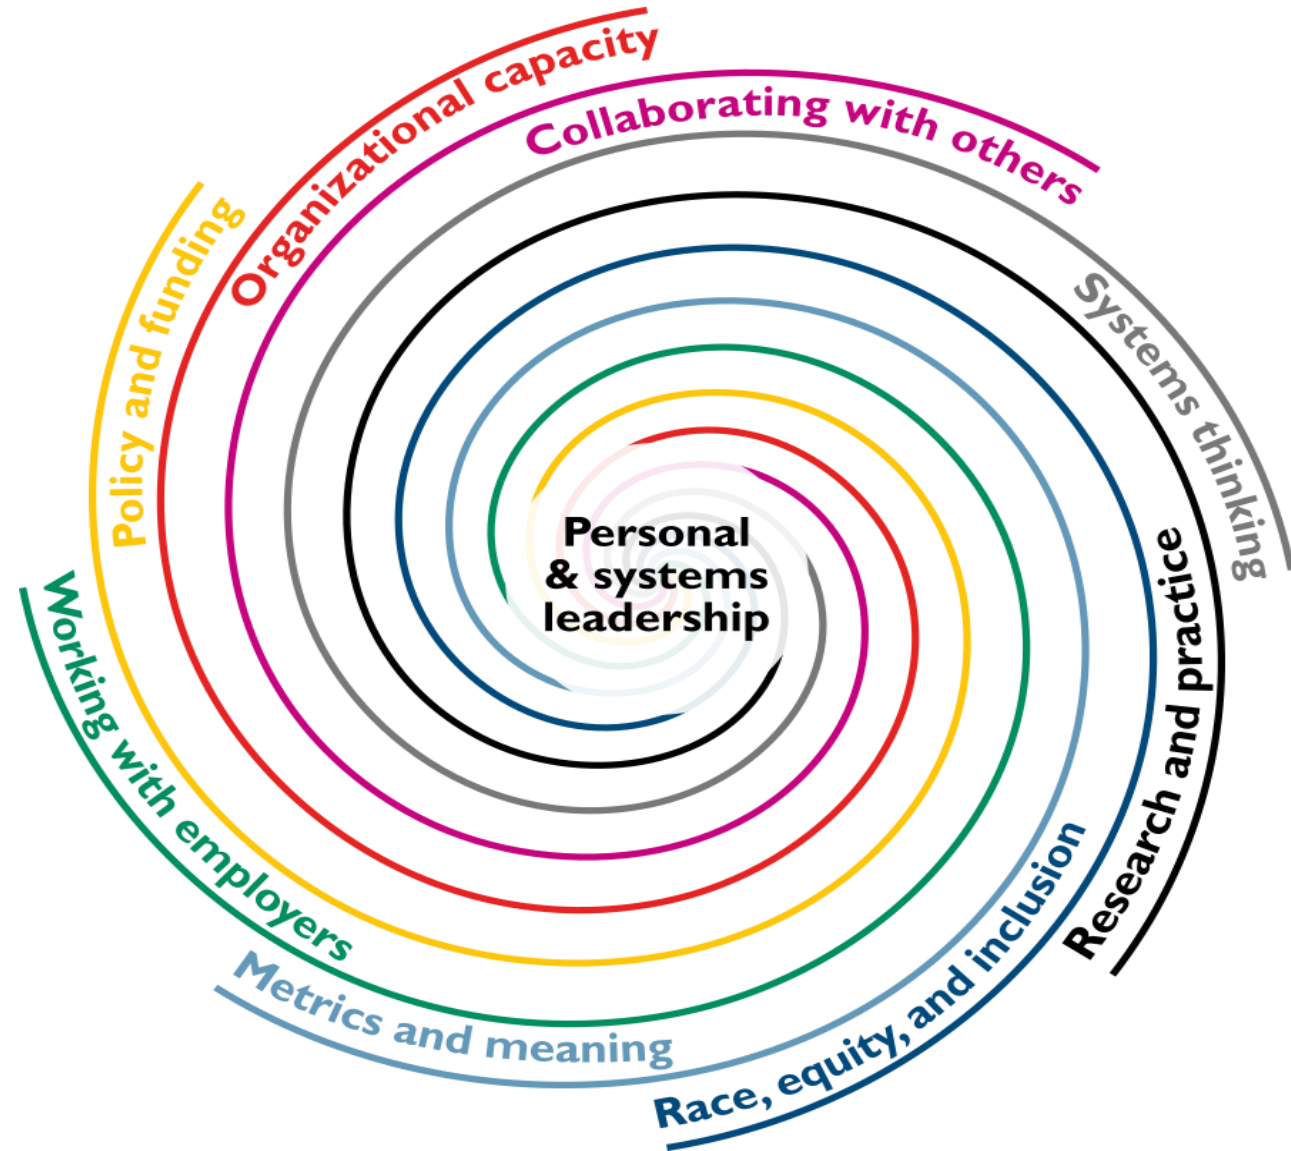 Organizational capacity
Collaborating with others
Systems thinking
Research and practice
Race, equity, and inclusion
Metrics and meaning
Working with employers
Policy and funding
Personal
& systems
leadership